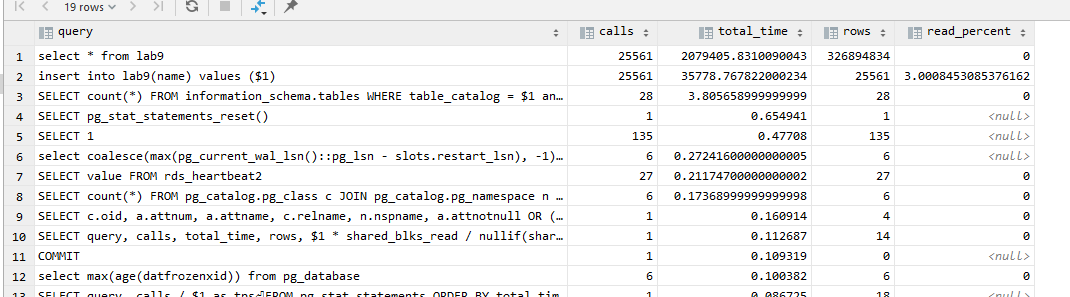 19 rows
query calls total_time rows read_percent
1 select * from lab9 25561 2079405.8310090043 326894834 0
2 insert into lab9(name) values ($1) 25561 35778.767822000234 25561 3.0008453085376162
3 SELECT count(*) FROM information_schema.tables WHERE table_catalog = $1 an… 28 3.805658999999999 28 0
4 SELECT pg_stat_statements_reset() 1 0.654941 1 <null>
5 SELECT 1 135 0.47708 135 <null>
6 select coalesce(max(pg_current_wal_lsn()::pg_lsn - slots.restart_lsn), -1)… 6 0.27241600000000005 6 <null>
7 SELECT value FROM rds_heartbeat2 27 0.21174700000000002 27 0
8 SELECT count(*) FROM pg_catalog.pg_class c JOIN pg_catalog.pg_namespace n … 6 0.17368999999999998 6 0
9 SELECT c.oid, a.attnum, a.attname, c.relname, n.nspname, a.attnotnull OR (… 1 0.160914 4 0
10 SELECT query, calls, total_time, rows, $1 * shared_blks_read / nullif(shar… 1 0.112687 14 0
11 COMMIT 1 0.109319 0 <null>
12 select max(age(datfrozenxid)) from pg_database 6 0.100382 6 0
13 SELECT query, calls / $1 as tps FROM pg_stat_statements ORDER BY total_tim 1 0.086725 18 0